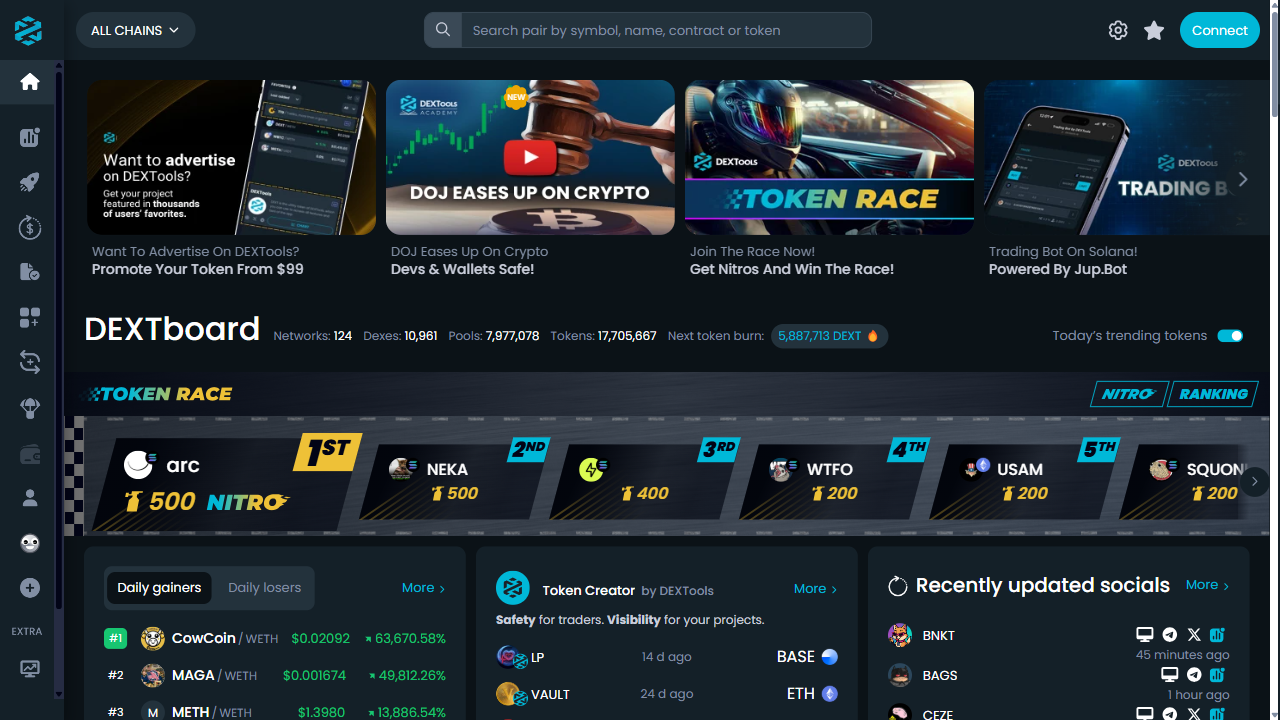 ALL CHAINS
Search pair by symbol, name, contract or token
Connect
Want to advertise
on DEXTools?
Get your project
featured in thousands
of users' favorites.
DEXTools
ACADEMY
NEW
DOJ EASES UP ON CRYPTO
DEXTools
TOKEN RACE
DEXTools
TRADING B
Want To Advertise On DEXTools?
Promote Your Token From $99
DOJ Eases Up On Crypto
Devs & Wallets Safe!
Join The Race Now!
Get Nitros And Win The Race!
Trading Bot On Solana!
Powered By Jup.Bot
DEXTboard
Networks: 124 Dexes: 10,961 Pools: 7,977,078 Tokens: 17,705,667 Next token burn: 5,887,713 DEXT
Today's trending tokens
TOKEN RACE
NITRO
RANKING
1ST
arc
500 NITRO
2ND
NEKA
500
3RD
400
4TH
WTFO
200
5TH
USAM
200
SQUON
200
Daily gainers Daily losers More
#1 CowCoin / WETH $0.02092 63,670.58%
#2 MAGA / WETH $0.001674 49,812.26%
#3 M METH / WETH $1.3980 13,886.54%
Token Creator by DEXTools More
Safety for traders. Visibility for your projects.
LP 14 d ago BASE
VAULT 24 d ago ETH
Recently updated socials More
BNKT
45 minutes ago
BAGS
1 hour ago
CEZE
EXTRA